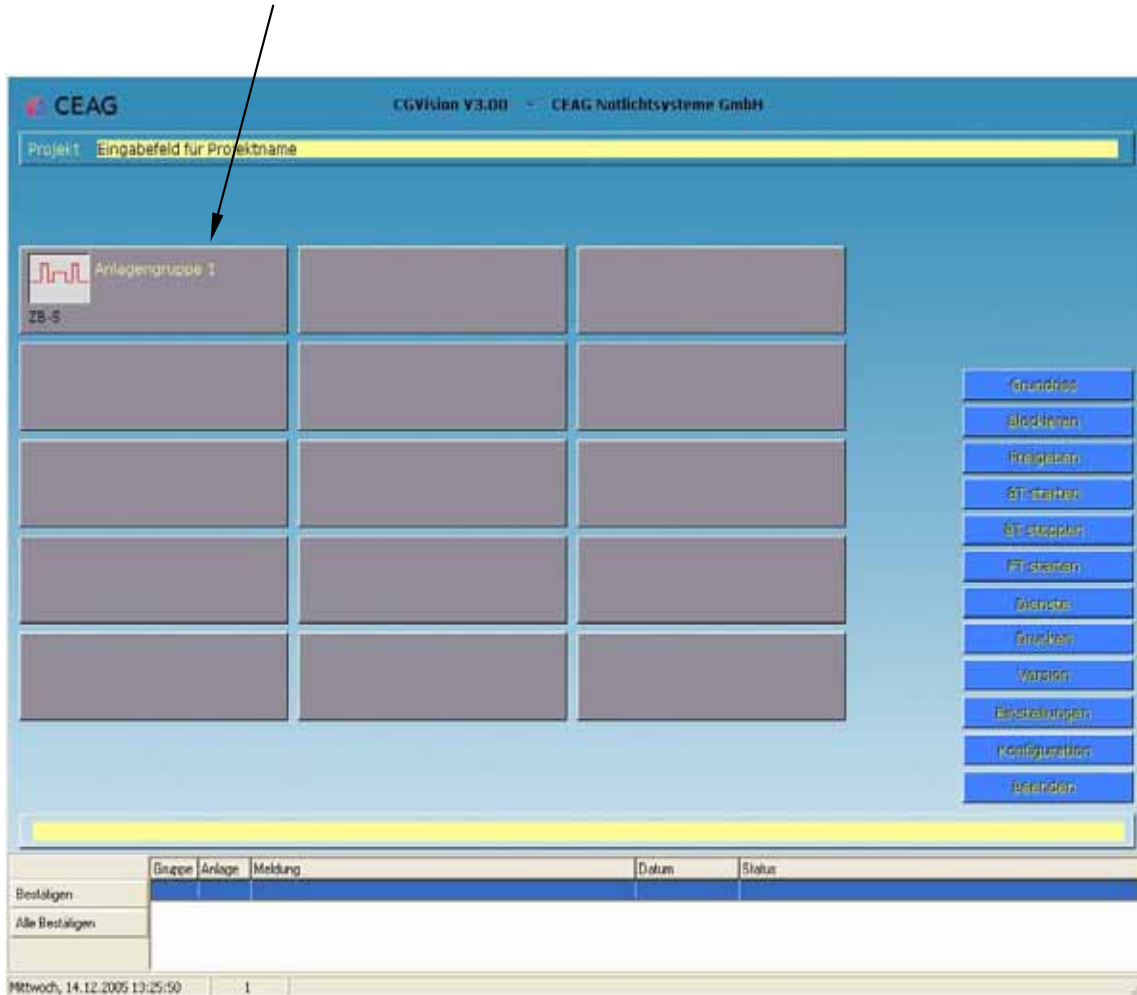 CEAG
CGVision V3.00 - CEAG Notlichtsysteme GmbH
Projekt Eingabefeld für Projektname
Anlagengruppe 1
ZB-S
Grundriss
Blockieren
Freigeben
BT starten
BT stoppen
FT starten
Dienste
Drucken
Version
Einstellungen
Konfiguration
Beenden
Gruppe Anlage Meldung Datum Status
Bestätigen
Alle Bestätigen
Mittwoch, 14.12.2005 13:25:50 1